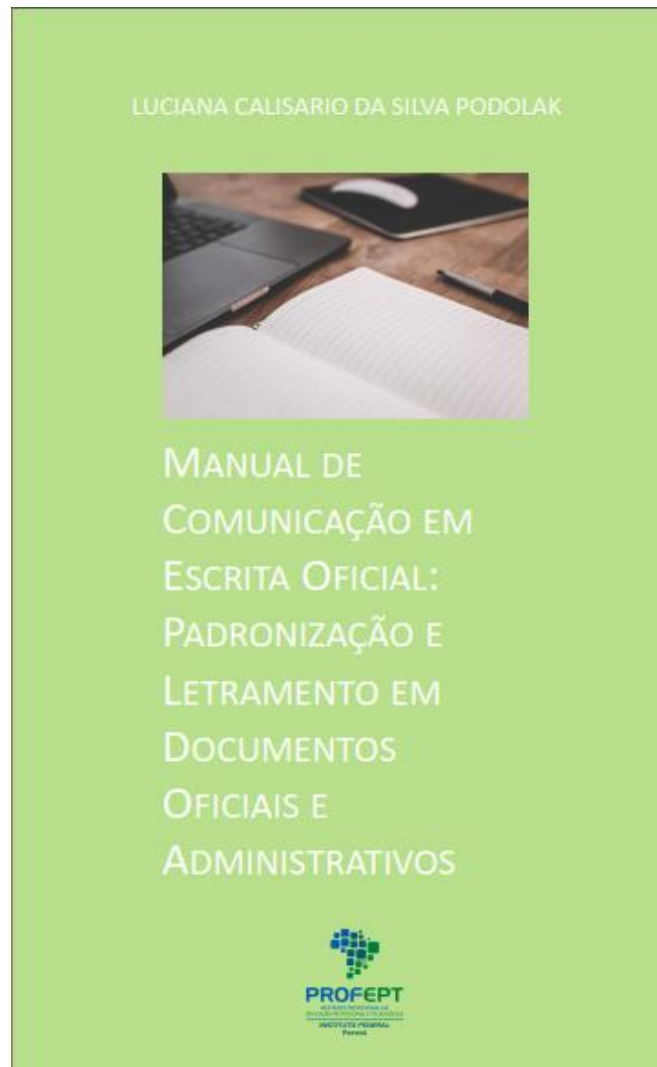 LUCIANA CALISARIO DA SILVA PODOLAK
MANUAL DE
COMUNICAÇÃO EM
ESCRITA OFICIAL:
PADRONIZAÇÃO E
LETRAMENTO EM
DOCUMENTOS
OFICIAIS E
ADMINISTRATIVOS
PROFEPT
INSTITUTO FEDERAL
Paraná